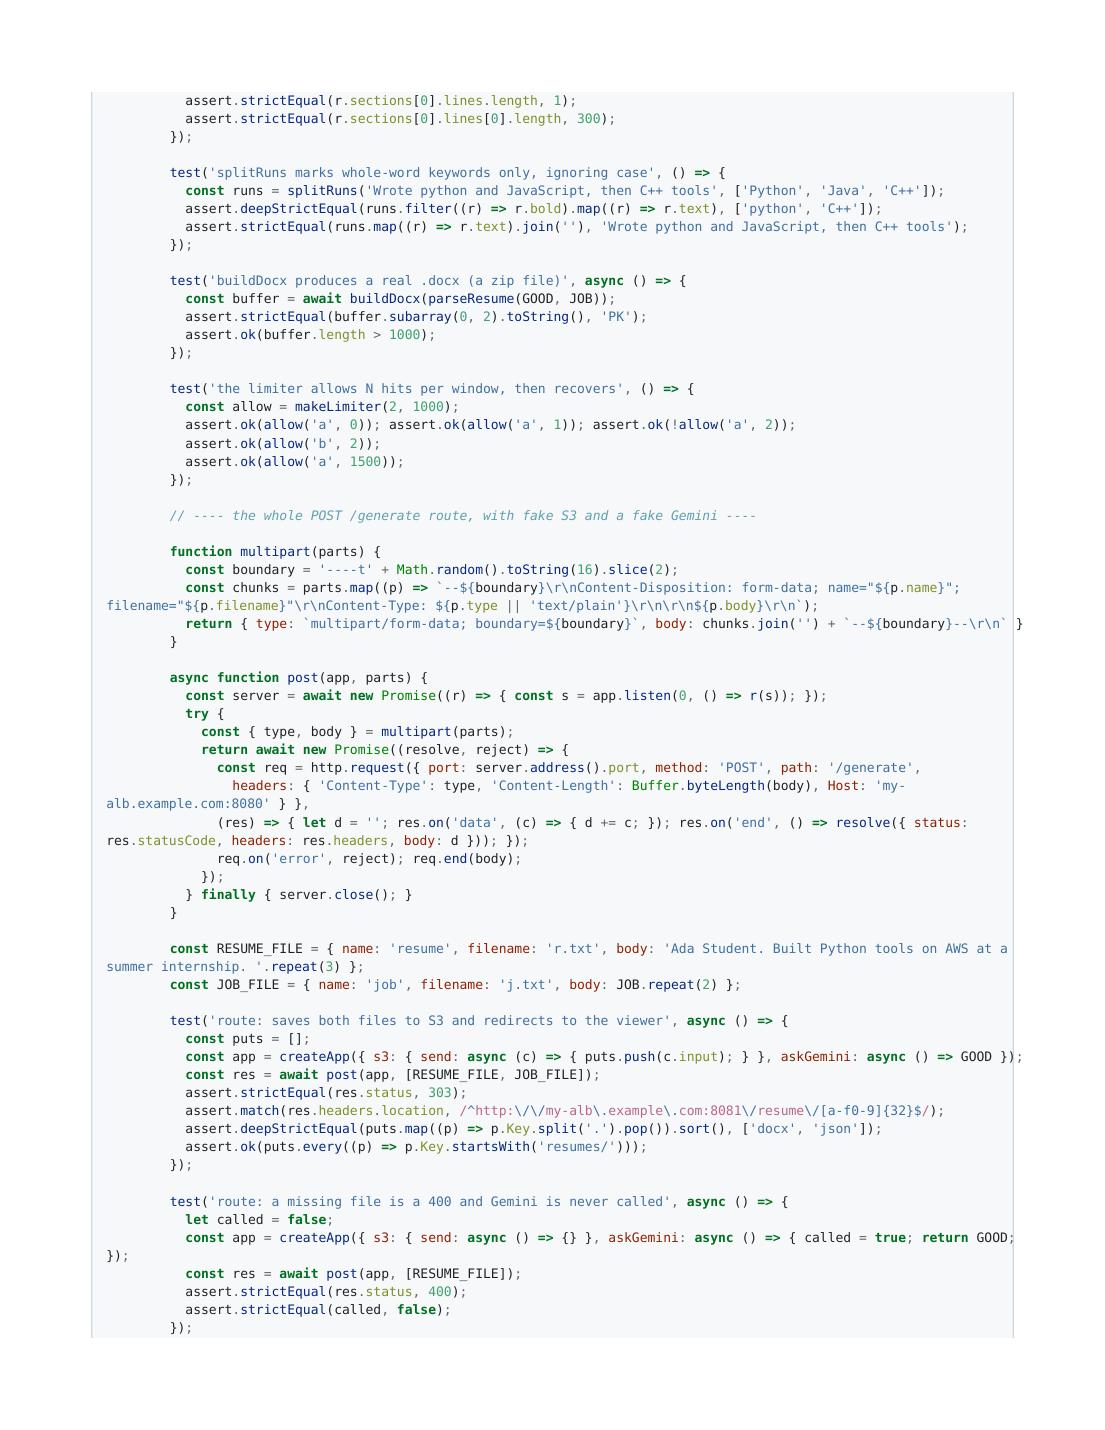 assert.strictEqual(r.sections[0].lines.length, 1);
          assert.strictEqual(r.sections[0].lines[0].length, 300);
        });

        test('splitRuns marks whole-word keywords only, ignoring case', () => {
          const runs = splitRuns('Wrote python and JavaScript, then C++ tools', ['Python', 'Java', 'C++']);
          assert.deepStrictEqual(runs.filter((r) => r.bold).map((r) => r.text), ['python', 'C++']);
          assert.strictEqual(runs.map((r) => r.text).join(''), 'Wrote python and JavaScript, then C++ tools');
        });

        test('buildDocx produces a real .docx (a zip file)', async () => {
          const buffer = await buildDocx(parseResume(GOOD, JOB));
          assert.strictEqual(buffer.subarray(0, 2).toString(), 'PK');
          assert.ok(buffer.length > 1000);
        });

        test('the limiter allows N hits per window, then recovers', () => {
          const allow = makeLimiter(2, 1000);
          assert.ok(allow('a', 0)); assert.ok(allow('a', 1)); assert.ok(!allow('a', 2));
          assert.ok(allow('b', 2));
          assert.ok(allow('a', 1500));
        });

        // ---- the whole POST /generate route, with fake S3 and a fake Gemini ----

        function multipart(parts) {
          const boundary = '----t' + Math.random().toString(16).slice(2);
          const chunks = parts.map((p) => `--${boundary}\r\nContent-Disposition: form-data; name="${p.name}";
filename="${p.filename}"\r\nContent-Type: ${p.type || 'text/plain'}\r\n\r\n${p.body}\r\n`);
          return { type: `multipart/form-data; boundary=${boundary}`, body: chunks.join('') + `--${boundary}--\r\n` }
        }

        async function post(app, parts) {
          const server = await new Promise((r) => { const s = app.listen(0, () => r(s)); });
          try {
            const { type, body } = multipart(parts);
            return await new Promise((resolve, reject) => {
              const req = http.request({ port: server.address().port, method: 'POST', path: '/generate',
                headers: { 'Content-Type': type, 'Content-Length': Buffer.byteLength(body), Host: 'my-
alb.example.com:8080' } },
              (res) => { let d = ''; res.on('data', (c) => { d += c; }); res.on('end', () => resolve({ status:
res.statusCode, headers: res.headers, body: d })); });
              req.on('error', reject); req.end(body);
            });
          } finally { server.close(); }
        }

        const RESUME_FILE = { name: 'resume', filename: 'r.txt', body: 'Ada Student. Built Python tools on AWS at a
summer internship. '.repeat(3) };
        const JOB_FILE = { name: 'job', filename: 'j.txt', body: JOB.repeat(2) };

        test('route: saves both files to S3 and redirects to the viewer', async () => {
          const puts = [];
          const app = createApp({ s3: { send: async (c) => { puts.push(c.input); } }, askGemini: async () => GOOD });
          const res = await post(app, [RESUME_FILE, JOB_FILE]);
          assert.strictEqual(res.status, 303);
          assert.match(res.headers.location, /^http:\/\/my-alb\.example\.com:8081\/resume\/[a-f0-9]{32}$/);
          assert.deepStrictEqual(puts.map((p) => p.Key.split('.').pop()).sort(), ['docx', 'json']);
          assert.ok(puts.every((p) => p.Key.startsWith('resumes/')));
        });

        test('route: a missing file is a 400 and Gemini is never called', async () => {
          let called = false;
          const app = createApp({ s3: { send: async () => {} }, askGemini: async () => { called = true; return GOOD;
});
          const res = await post(app, [RESUME_FILE]);
          assert.strictEqual(res.status, 400);
          assert.strictEqual(called, false);
        });